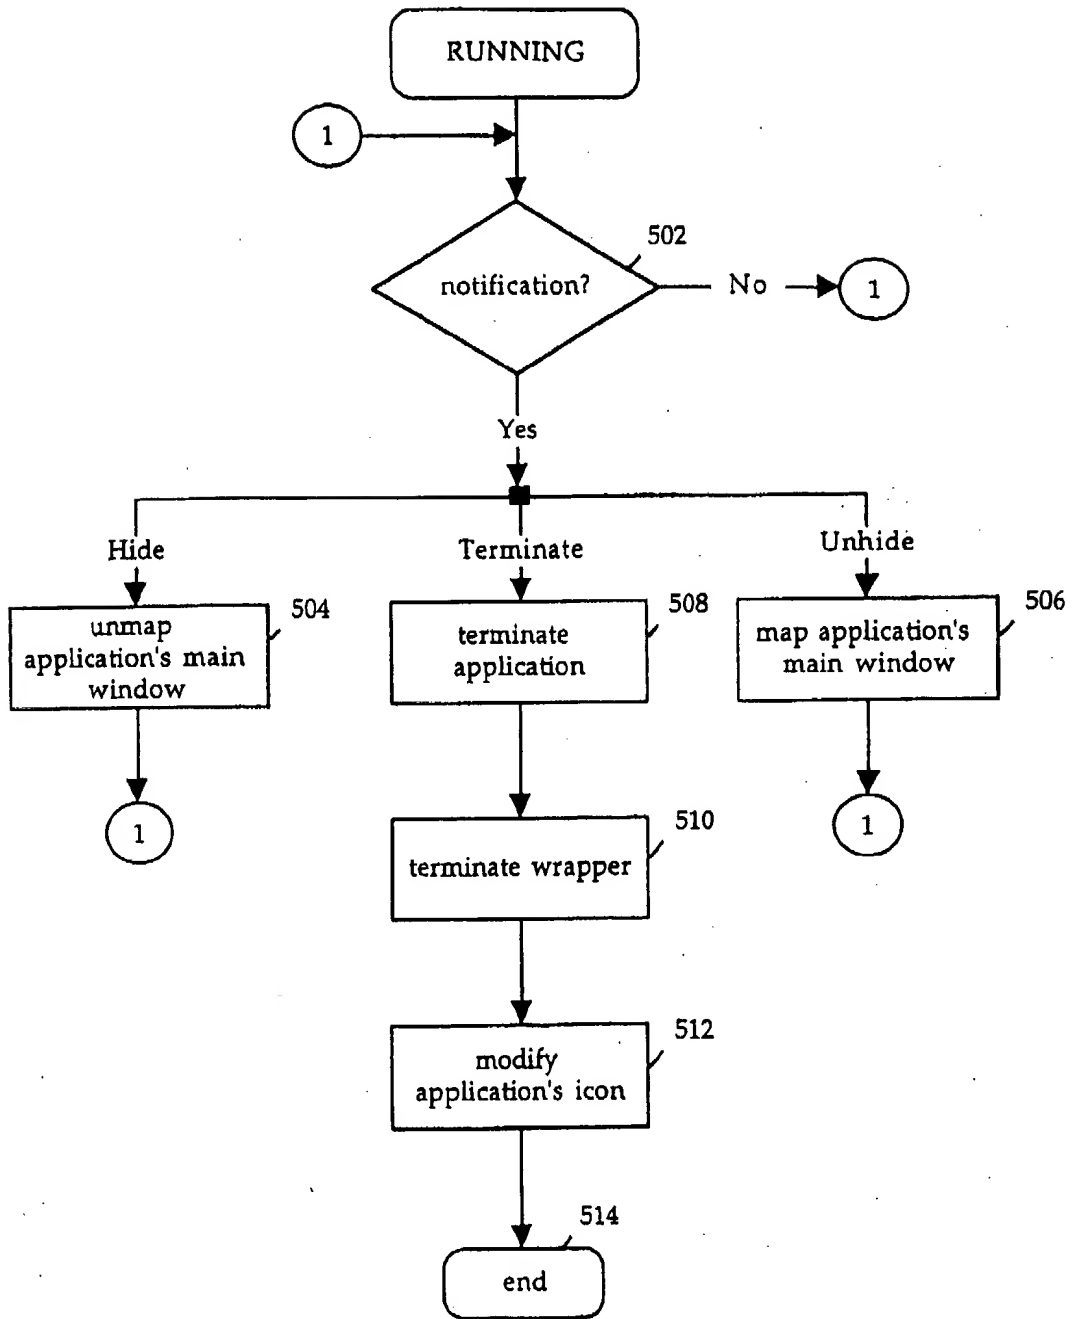 RUNNING
1
502
notification?
No
1
Yes
Hide
Terminate
Unhide
504
unmap
application's main
window
508
terminate
application
506
map application's
main window
1
1
510
terminate wrapper
512
modify
application's icon
514
end